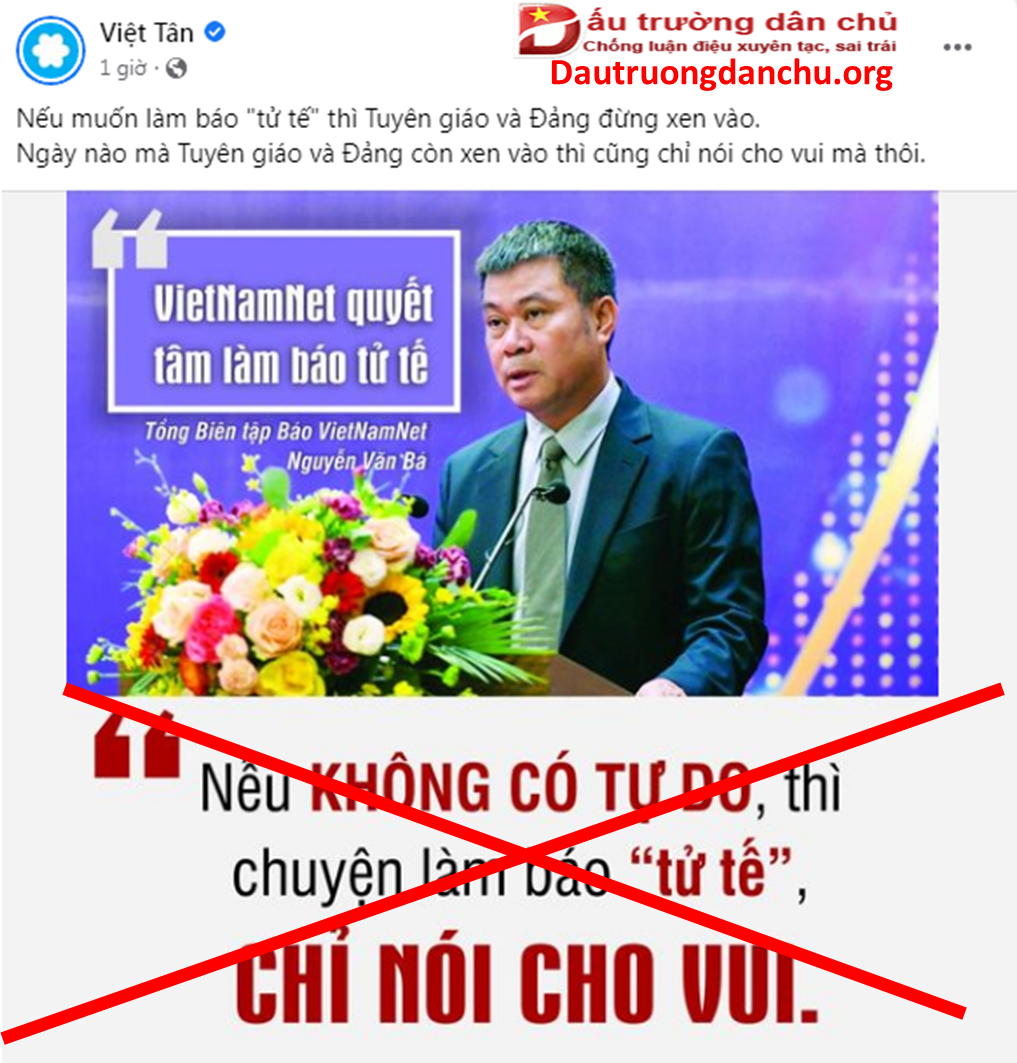 Việt Tân
1 giờ ·
Đấu trường dân chủ
Chống luận điệu xuyên tạc, sai trái
Dautruongdanchu.org
Nếu muốn làm báo "tử tế" thì Tuyên giáo và Đảng đừng xen vào.
Ngày nào mà Tuyên giáo và Đảng còn xen vào thì cũng chỉ nói cho vui mà thôi.
“
VietNamNet quyết
tâm làm báo tử tế
Tổng Biên tập Báo VietNamNet
Nguyễn Văn Bá
“
Nếu KHÔNG CÓ TỰ DO, thì
chuyện làm báo “tử tế”,
CHỈ NÓI CHO VUI.